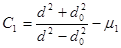 C₁ = (d² + d₀²) / (d² − d₀²) − μ₁